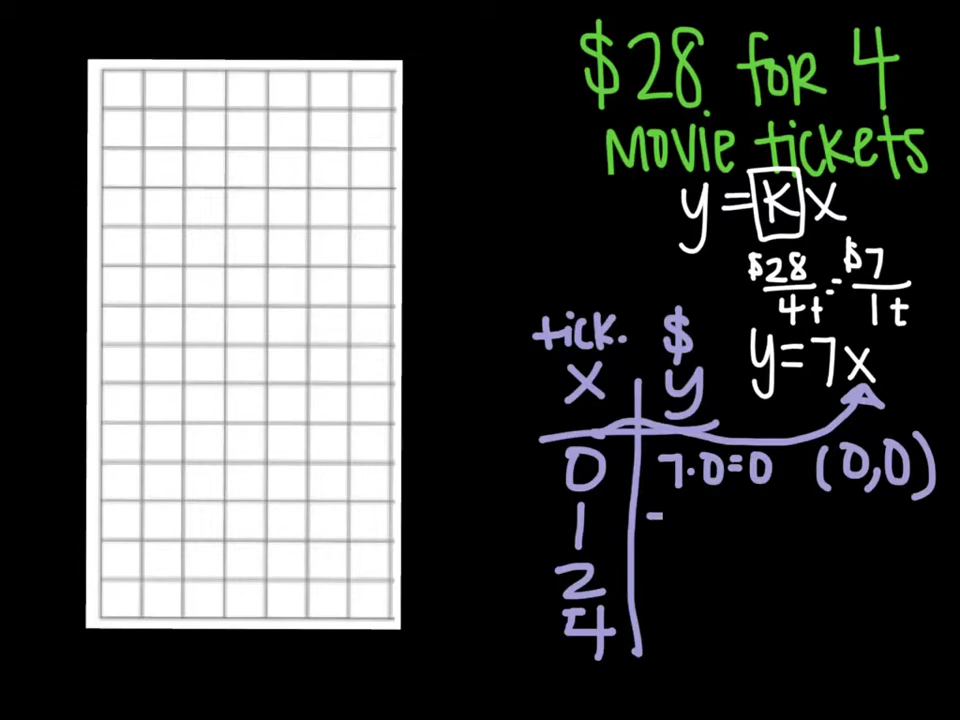 $28 for 4
movie tickets
y = k x
$28/4t = $7/1t
y = 7x
tick. $
x y
0 7·0=0 (0,0)
1 -
2
4